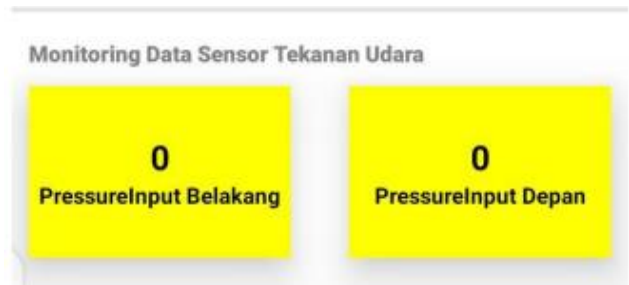 Monitoring Data Sensor Tekanan Udara
0
PressureInput Belakang
0
PressureInput Depan